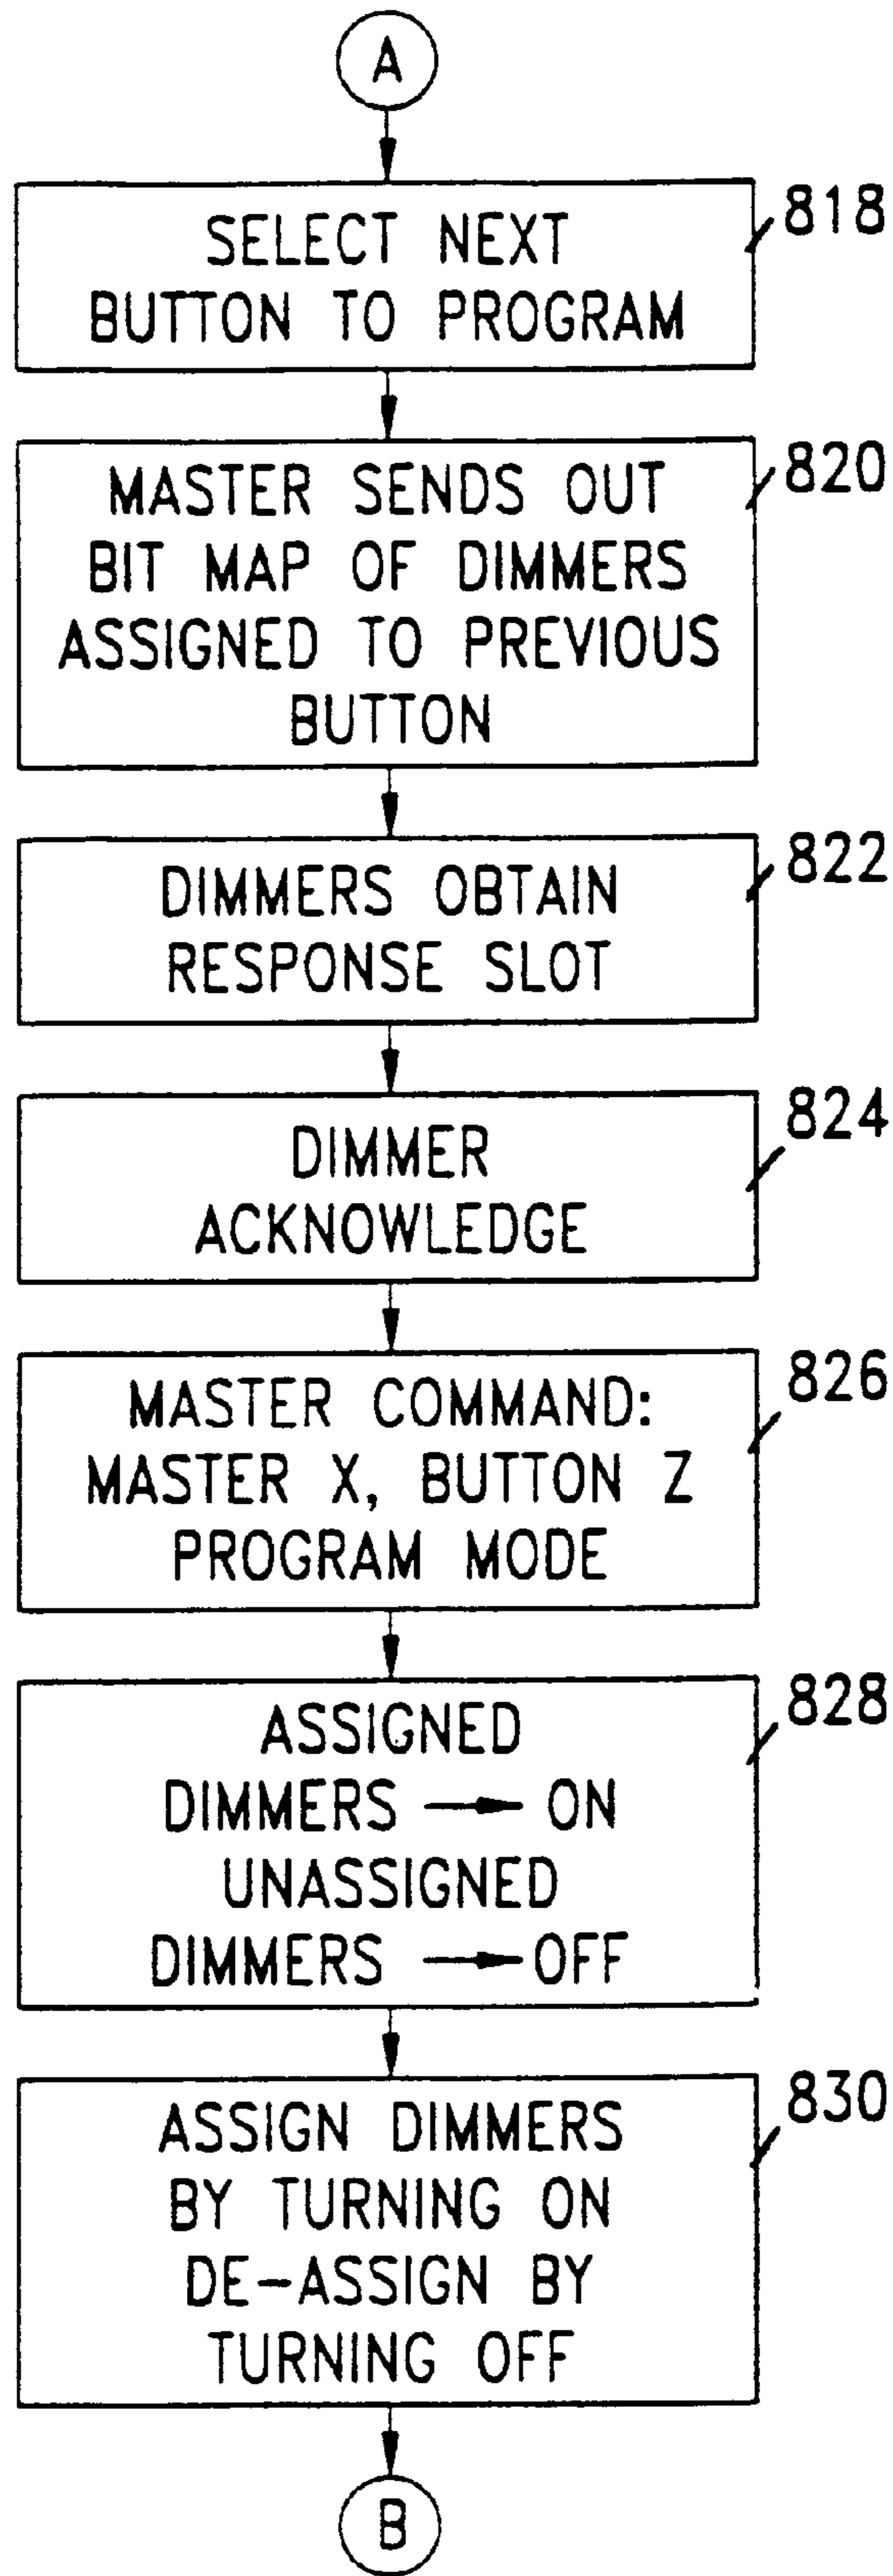 A
SELECT NEXT
BUTTON TO PROGRAM
818
MASTER SENDS OUT
BIT MAP OF DIMMERS
ASSIGNED TO PREVIOUS
BUTTON
820
DIMMERS OBTAIN
RESPONSE SLOT
822
DIMMER
ACKNOWLEDGE
824
MASTER COMMAND:
MASTER X, BUTTON Z
PROGRAM MODE
826
ASSIGNED
DIMMERS → ON
UNASSIGNED
DIMMERS → OFF
828
ASSIGN DIMMERS
BY TURNING ON
DE-ASSIGN BY
TURNING OFF
830
B